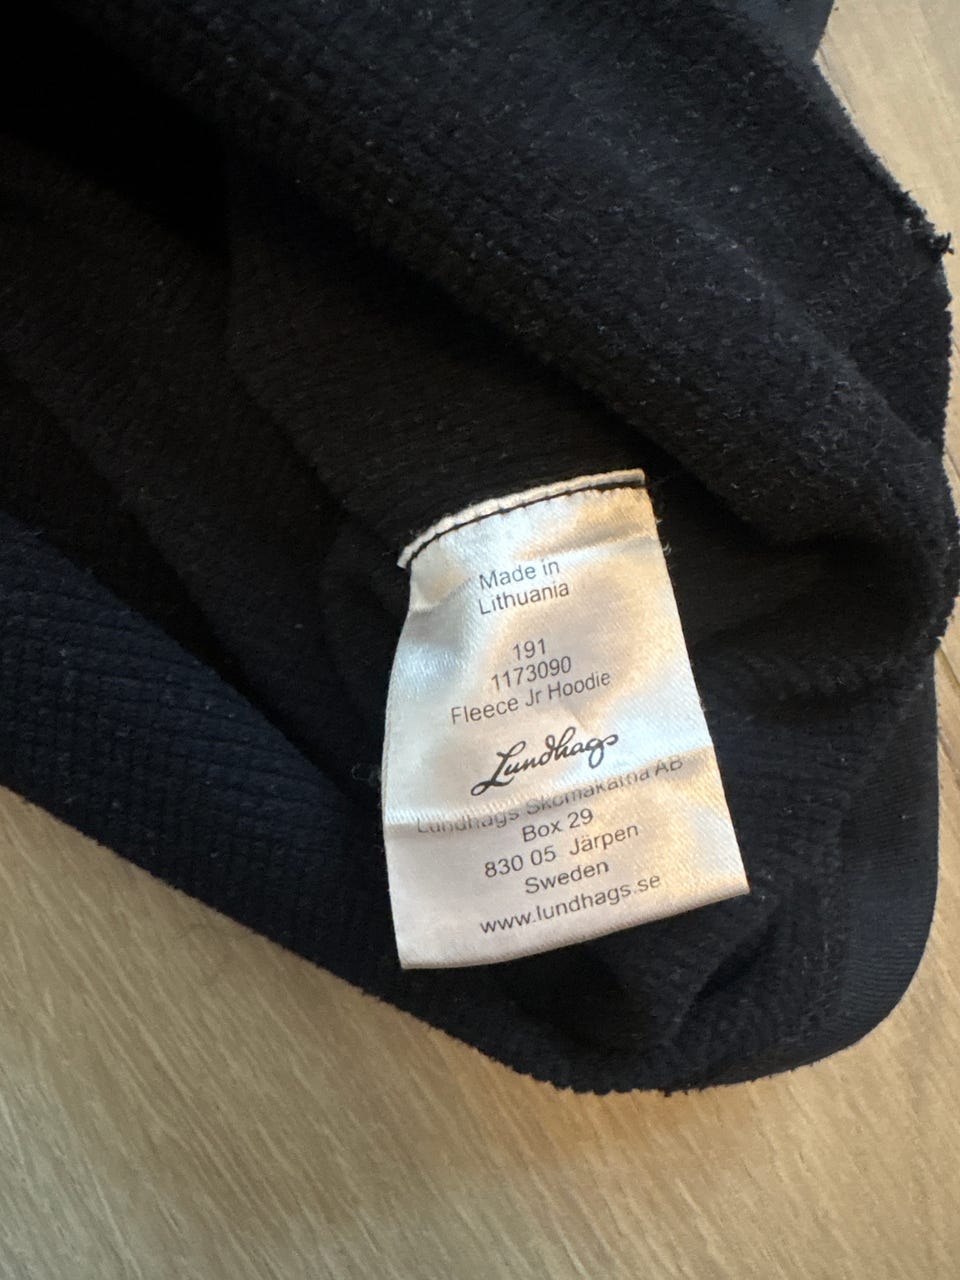 Made in
Lithuania
191
1173090
Fleece Jr Hoodie
Lundhags
Lundhags Skomakarna AB
Box 29
830 05 Järpen
Sweden
www.lundhags.se